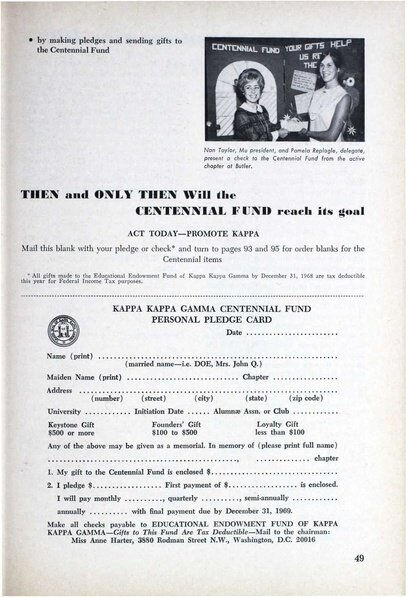 • by making pledges and sending gifts to
the Centennial Fund
CENTENNIAL FUND YOUR GIFTS HELP
US RE
THE
Nan Taylor, Mu president, and Pamela Replogle, delegate,
present a check to the Centennial Fund from the active
chapter at Butler.
THEN and ONLY THEN Will the
CENTENNIAL FUND reach its goal
ACT TODAY—PROMOTE KAPPA
Mail this blank with your pledge or check* and turn to pages 93 and 95 for order blanks for the
Centennial items
* All gifts made to the Educational Endowment Fund of Kappa Kappa Gamma by December 31, 1968 are tax deductible
this year for Federal Income Tax purposes.
KAPPA KAPPA GAMMA CENTENNIAL FUND
PERSONAL PLEDGE CARD
Date ........................
Name (print) ..............................................................
(married name—i.e. DOE, Mrs. John Q.)
Maiden Name (print) ............................ Chapter .................
Address ..................................................................
(number) (street) (city) (state) (zip code)
University ............ Initiation Date ...... Alumnæ Assn. or Club ............
Keystone Gift Founders' Gift Loyalty Gift
$500 or more $100 to $500 less than $100
Any of the above may be given as a memorial. In memory of (please print full name)
................................................, .................. chapter
1. My gift to the Centennial Fund is enclosed $.................................
2. I pledge $.................. First payment of $.................. is enclosed.
I will pay monthly .........., quarterly .........., semi-annually ............
annually .......... with final payment due by December 31, 1969.
Make all checks payable to EDUCATIONAL ENDOWMENT FUND OF KAPPA
KAPPA GAMMA—Gifts to This Fund Are Tax Deductible—Mail to the chairman:
Miss Anne Harter, 3880 Rodman Street N.W., Washington, D.C. 20016
49